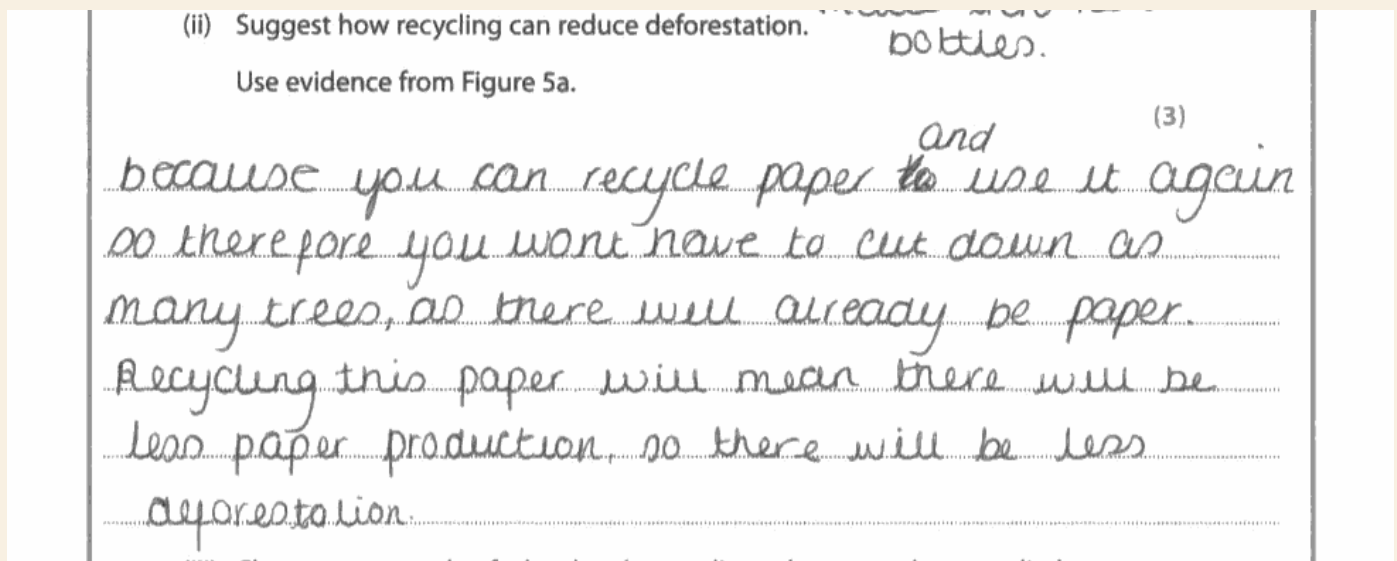 (ii) Suggest how recycling can reduce deforestation.
bottles.
Use evidence from Figure 5a.
(3)
and
because you can recycle paper to use it again
so therefore you wont have to cut down as
many trees, as there will already be paper.
Recycling this paper will mean there will be
less paper production, so there will be less
deforestation.